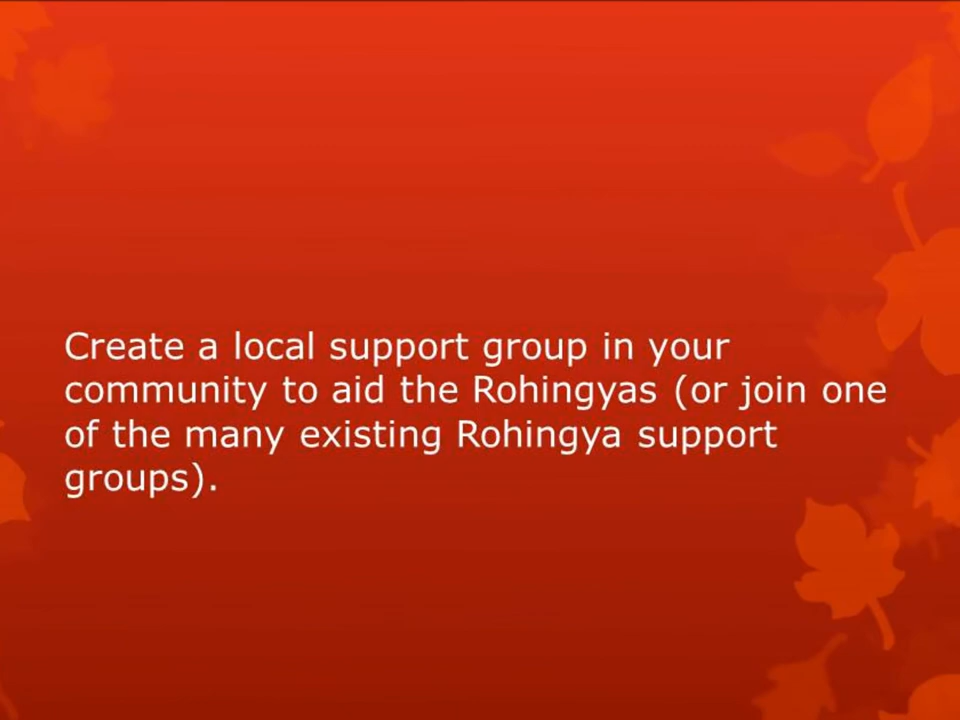 Create a local support group in your
community to aid the Rohingyas (or join one
of the many existing Rohingya support
groups).